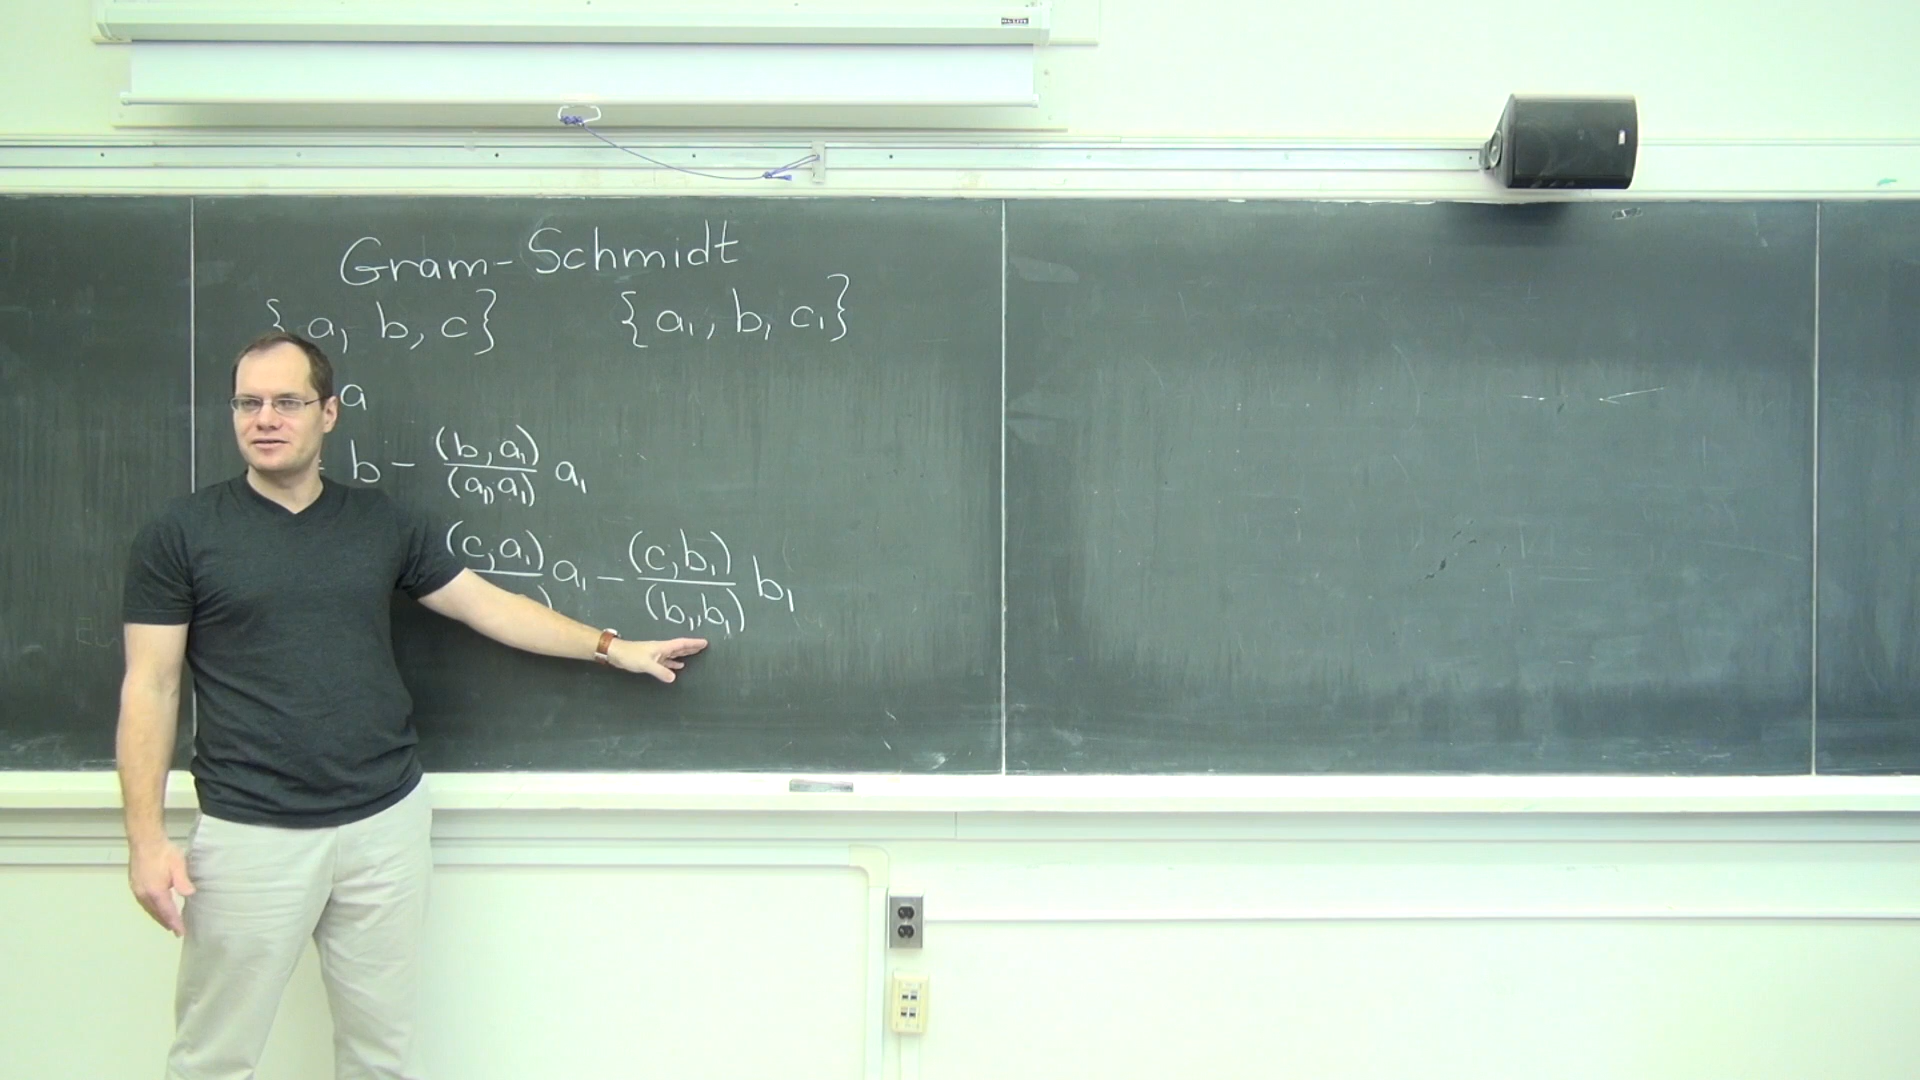 Gram-Schmidt
{a, b, c} {a₁, b₁, c₁}
a
= b - (b, a₁)/(a₁, a₁) a₁
(c, a₁) a₁ - (c, b₁)/(b₁, b₁) b₁